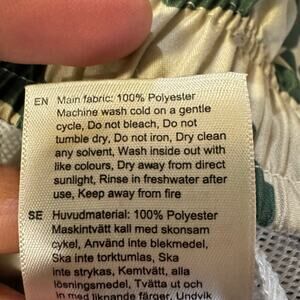 EN Main fabric: 100% Polyester
Machine wash cold on a gentle
cycle, Do not bleach, Do not
tumble dry, Do not iron, Dry clean
any solvent, Wash inside out with
like colours, Dry away from direct
sunlight, Rinse in freshwater after
use, Keep away from fire
SE Huvudmaterial: 100% Polyester
Maskintvätt kall med skonsam
cykel, Använd inte blekmedel,
Ska inte torktumlas, Ska
inte strykas, Kemtvätt, alla
lösningsmedel, Tvätta ut och
in med liknande färger, Undvik